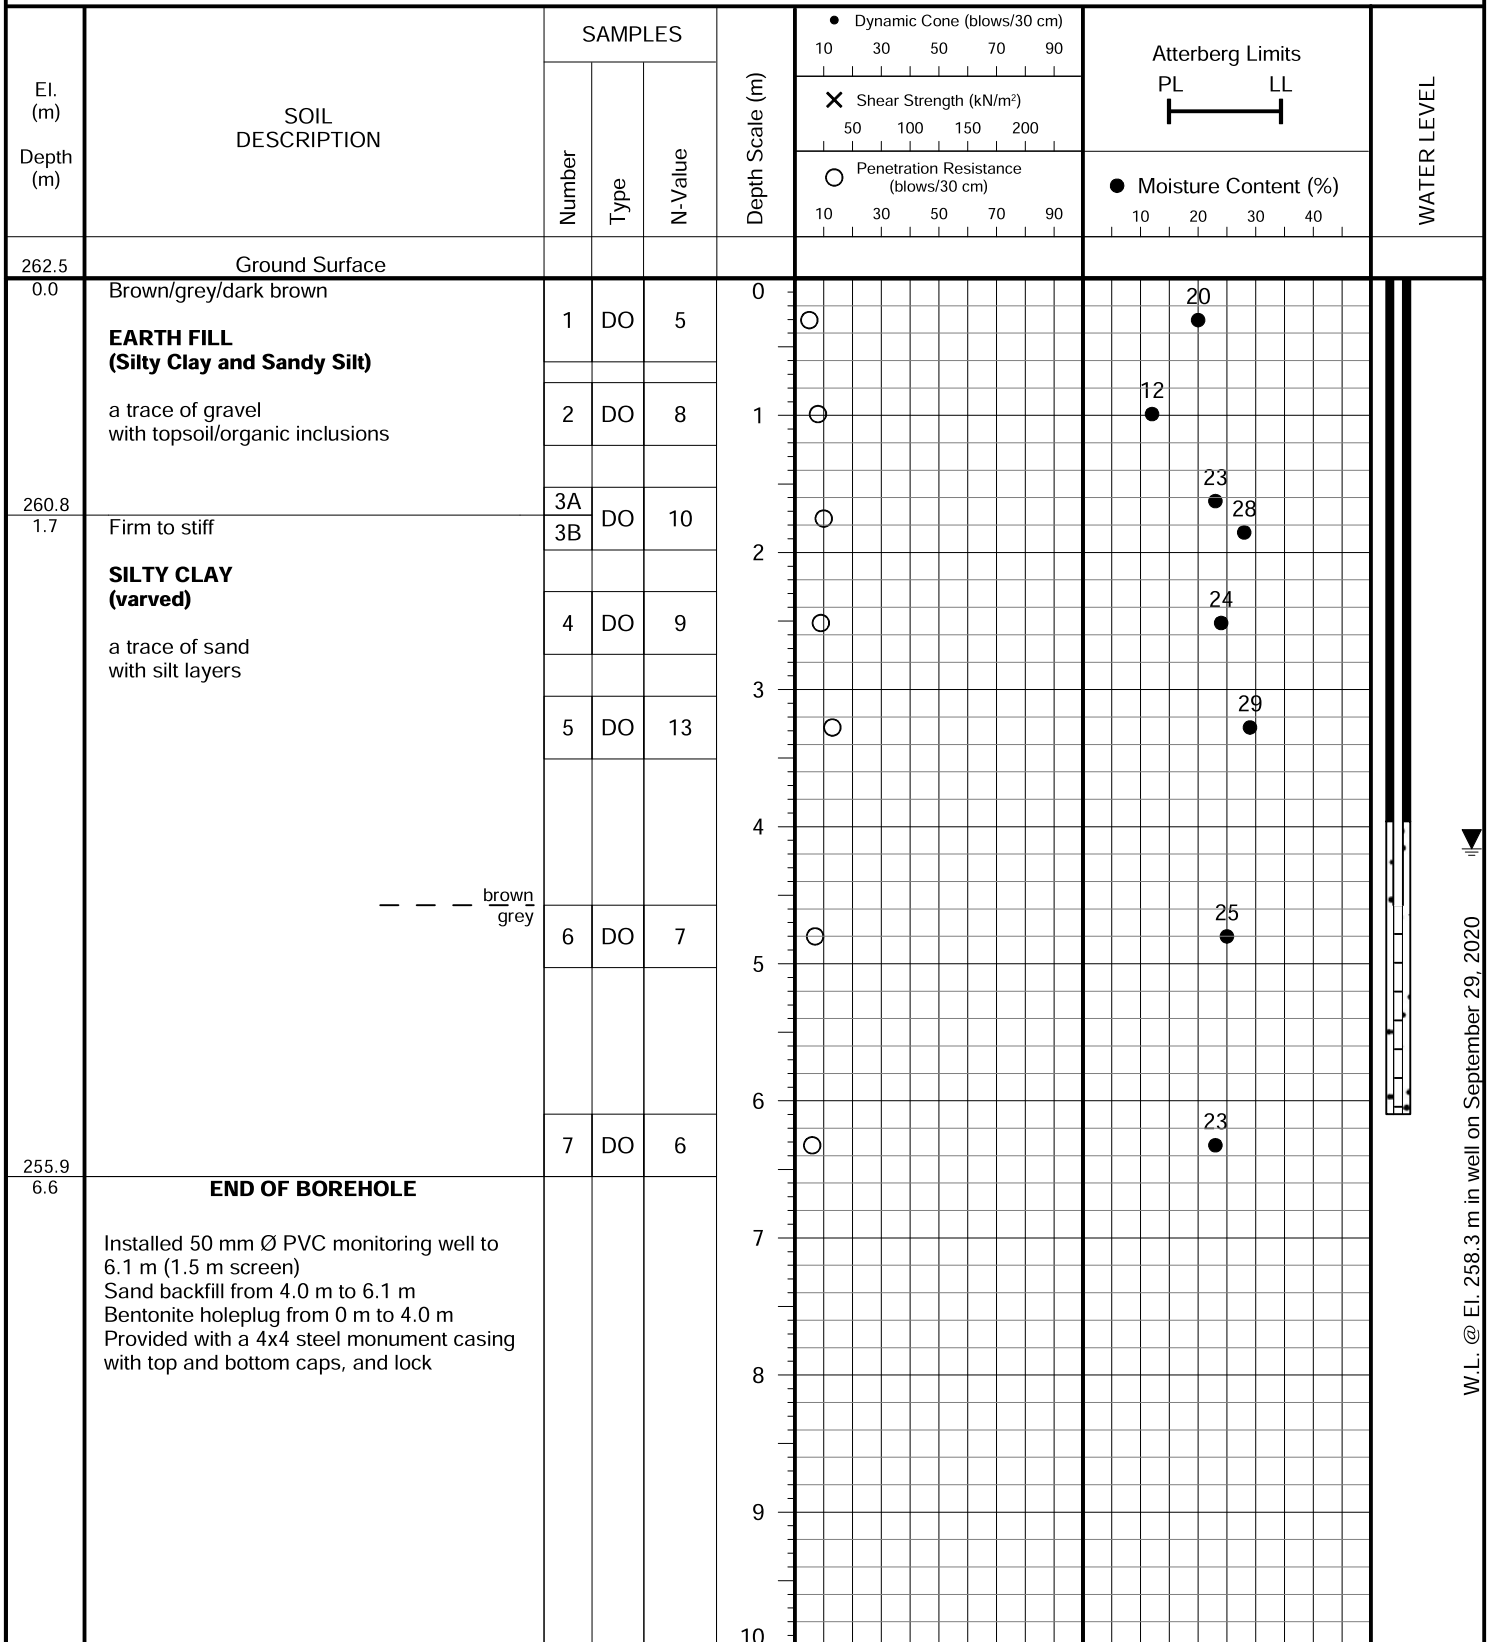 El.
(m)
Depth
(m)
SOIL
DESCRIPTION
SAMPLES
Number
Type
N-Value
Depth Scale (m)
● Dynamic Cone (blows/30 cm)
10 30 50 70 90
✕ Shear Strength (kN/m²)
50 100 150 200
○ Penetration Resistance
(blows/30 cm)
10 30 50 70 90
Atterberg Limits
PL LL
● Moisture Content (%)
10 20 30 40
WATER LEVEL
262.5 Ground Surface
0.0 Brown/grey/dark brown
EARTH FILL
(Silty Clay and Sandy Silt)
a trace of gravel
with topsoil/organic inclusions
260.8
1.7 Firm to stiff
SILTY CLAY
(varved)
a trace of sand
with silt layers
brown
grey
255.9
6.6 END OF BOREHOLE
Installed 50 mm Ø PVC monitoring well to
6.1 m (1.5 m screen)
Sand backfill from 4.0 m to 6.1 m
Bentonite holeplug from 0 m to 4.0 m
Provided with a 4x4 steel monument casing
with top and bottom caps, and lock
1 DO 5
2 DO 8
3A
3B
DO 10
4 DO 9
5 DO 13
6 DO 7
7 DO 6
0
1
2
3
4
5
6
7
8
9
10
20
12
23
28
24
29
25
23
W.L. @ El. 258.3 m in well on September 29, 2020